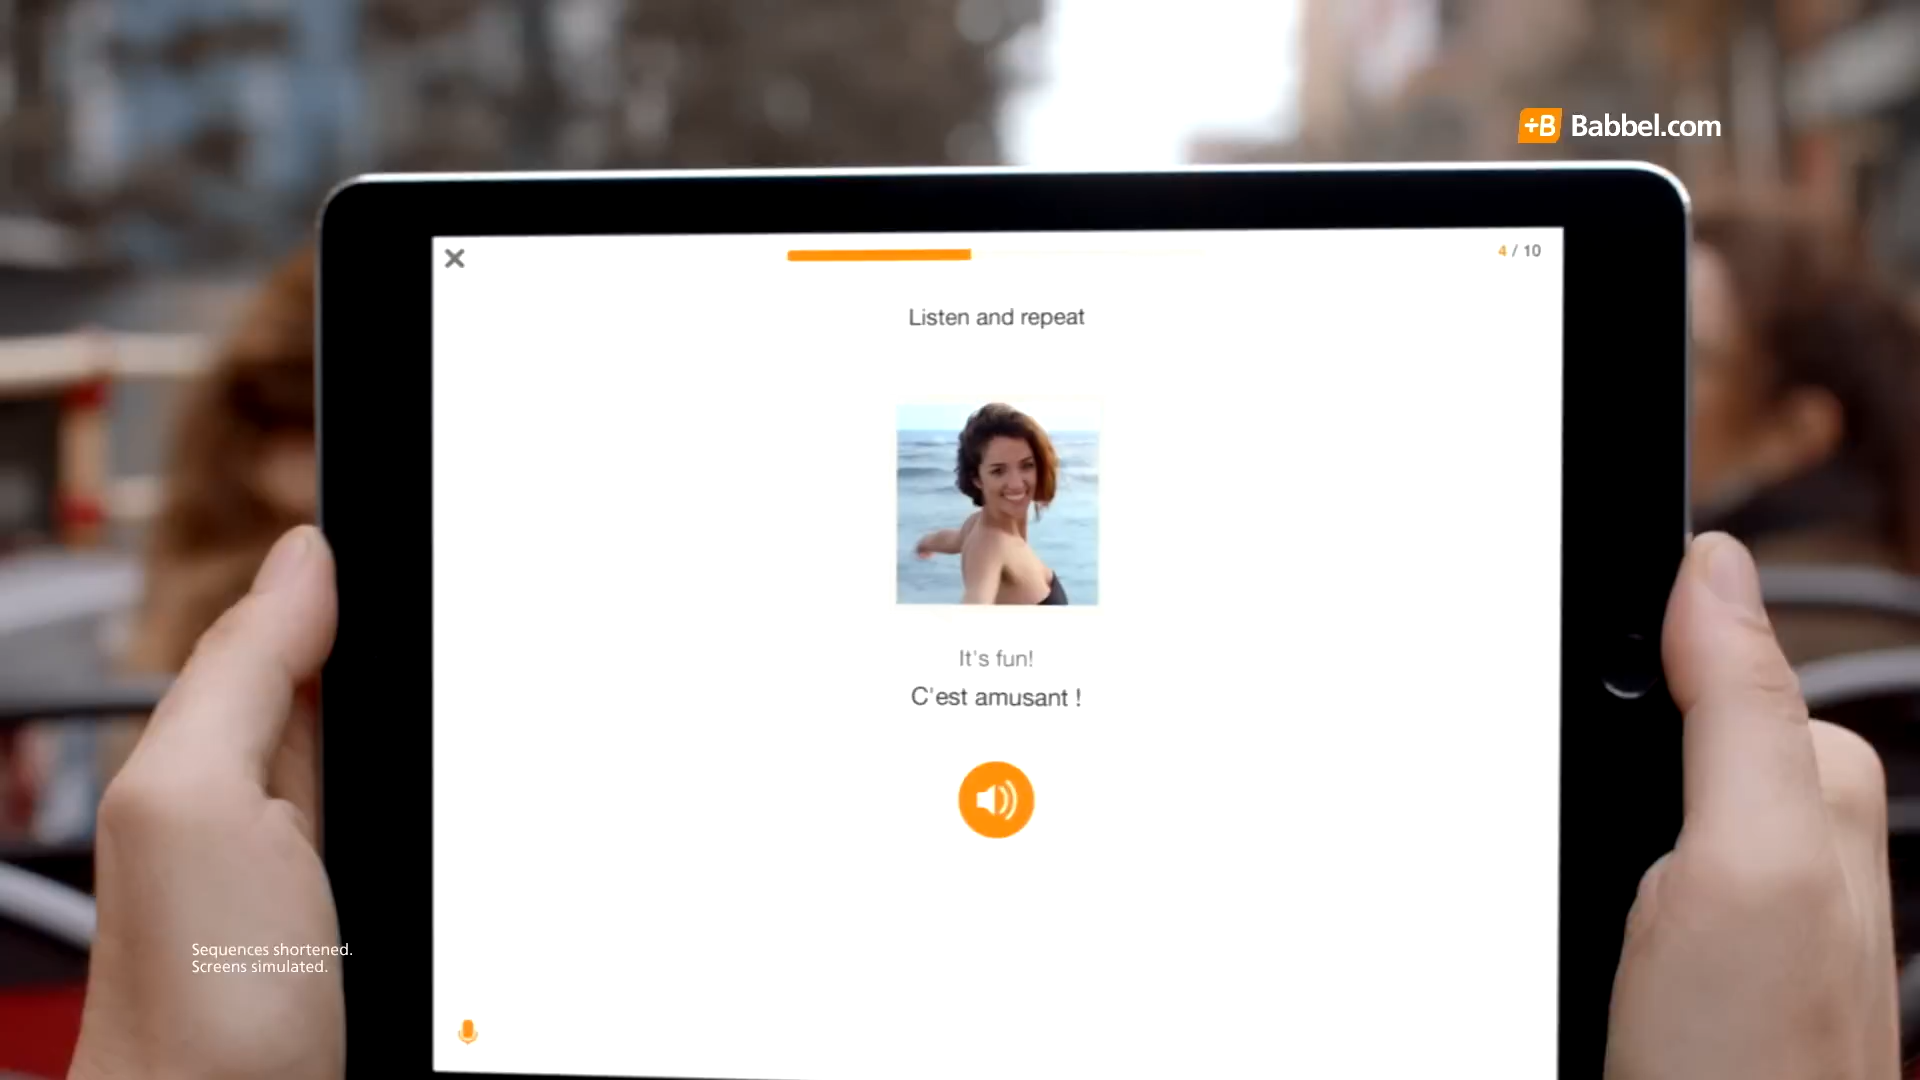 +B Babbel.com
4 / 10
Listen and repeat
It's fun!
C'est amusant !
Sequences shortened.
Screens simulated.